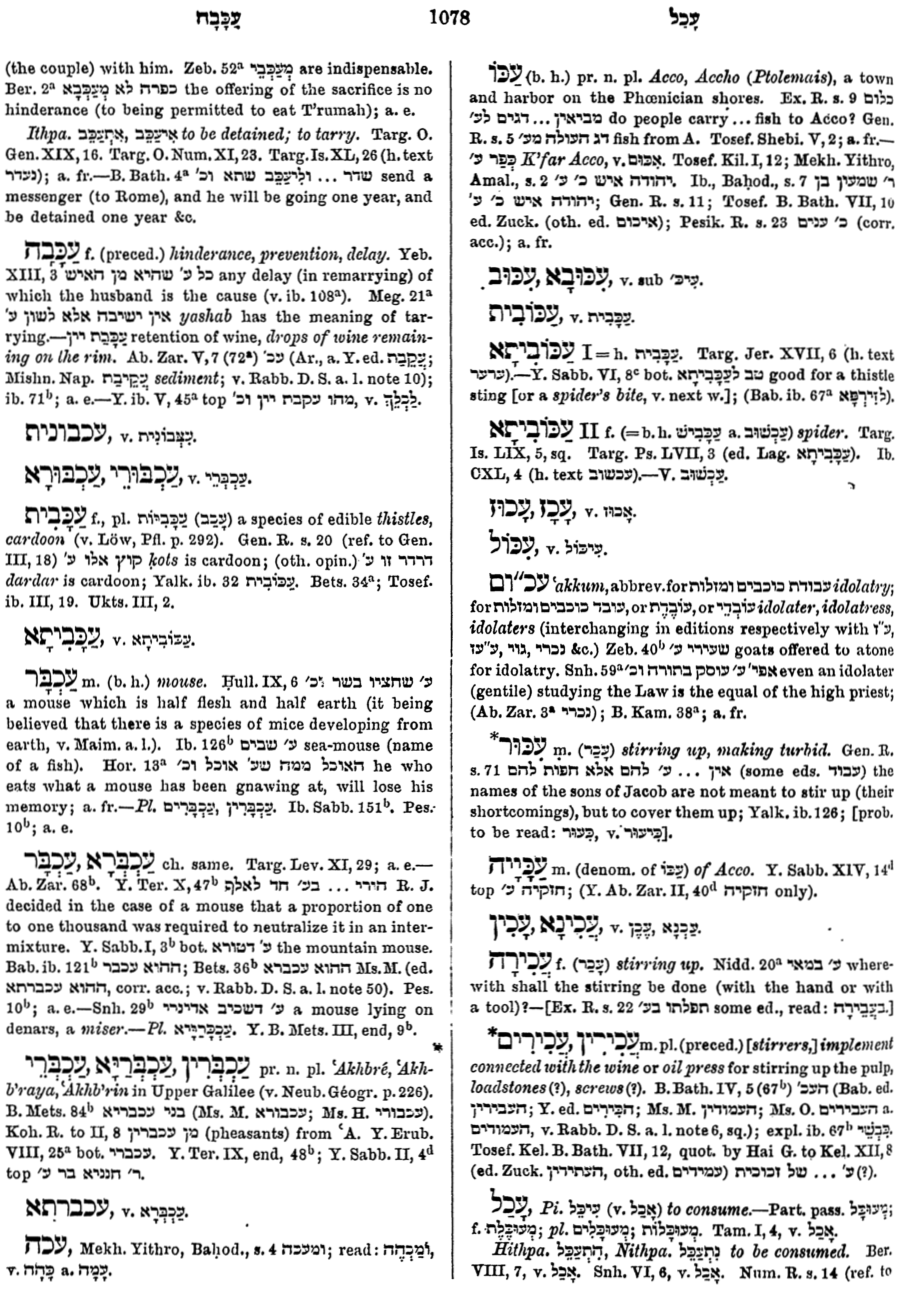 עֲכָּבָה 1078 עָכַל
(the couple) with him. Zeb. 52ᵃ מְעַכְּבֵי are indispensable.
Ber. 2ᵃ כפרה לא מְעַכְּבָא the offering of the sacrifice is no
hinderance (to being permitted to eat T'rumah); a. e.
Ithpa. אִיעַכֵּב, אִתְעַכֵּב to be detained; to tarry. Targ. O.
Gen. XIX, 16. Targ. O. Num. XI, 23. Targ. Is. XL, 26 (h. text
נעדר); a. fr.—B. Bath. 4ᵃ שדר ... וליעכב שתא וכ' send a
messenger (to Rome), and he will be going one year, and
be detained one year &c.
עַכָּבָה f. (preced.) hinderance, prevention, delay. Yeb.
XIII, 3 כל ע' שהיא מן האיש any delay (in remarrying) of
which the husband is the cause (v. ib. 108ᵃ). Meg. 21ᵃ
אין ישיבה אלא לשון ע' yashab has the meaning of tar-
rying.—עַכָּבַת יין retention of wine, drops of wine remain-
ing on the rim. Ab. Zar. V, 7 (72ᵃ) עכ' (Ar., a. Y. ed. עֲקֵבַת;
Mishn. Nap. עֲקֵיבַת sediment; v. Rabb. D. S. a. l. note 10);
ib. 71ᵇ; a. e.—Y. ib. V, 45ᵃ top מהו עקבת יין וכ', v. לַכְלֵךְ.
עכבונית, v. עִצְבוֹנִית.
עַכְבּוּרֵי, עַכְבּוּרָא, v. עַכְבְּרֵי.
עַכָּבִית f., pl. עַכָּבִיּוֹת (עָכַב) a species of edible thistles,
cardoon (v. Löw, Pfl. p. 292). Gen. R. s. 20 (ref. to Gen.
III, 18) קוץ אלו ע' ḳots is cardoon; (oth. opin.) דרדר זו ע'
dardar is cardoon; Yalk. ib. 32 עכובית. Bets. 34ᵃ; Tosef.
ib. III, 19. Ukts. III, 2.
עַכָּבִיתָא, v. עַכּוֹבִיתָא.
עַכְבָּר m. (b. h.) mouse. Ḥull. IX, 6 ע' שחציו בשר וכ'
a mouse which is half flesh and half earth (it being
believed that there is a species of mice developing from
earth, v. Maim. a. l.). Ib. 126ᵇ ע' שבים sea-mouse (name
of a fish). Hor. 13ᵃ האוכל ממה שע' אוכל וכ' he who
eats what a mouse has been gnawing at, will lose his
memory; a. fr.—Pl. עַכְבָּרִים, עַכְבָּרִין. Ib. Sabb. 151ᵇ. Pes.
10ᵇ; a. e.
עַכְבָּר, עַכְבְּרָא ch. same. Targ. Lev. XI, 29; a. e.—
Ab. Zar. 68ᵇ. Y. Ter. X, 47ᵇ הורי ... בע' חד לאלף R. J.
decided in the case of a mouse that a proportion of one
to one thousand was required to neutralize it in an inter-
mixture. Y. Sabb. I, 3ᵇ bot. ע' דטורא the mountain mouse.
Bab. ib. 121ᵇ ההוא עכבר; Bets. 36ᵇ ההוא עכברא Ms. M. (ed.
ההוא עכברתא, corr. acc.; v. Rabb. D. S. a. l. note 50). Pes.
10ᵇ; a. e.—Snh. 29ᵇ ע' דשכיב אדינרי a mouse lying on
denars, a miser.—Pl. עַכְבְּרַיָּא. Y. B. Mets. III, end, 9ᵇ.
עַכְבְּרֵי, עַכְבְּרַיָּא, עַכְבְּרִין pr. n. pl. ʿAkhbré, ʿAkh-
b'raya, ʿAkhb'rin in Upper Galilee (v. Neub. Géogr. p. 226).
B. Mets. 84ᵇ בני עכבריא (Ms. M. עכבורא; Ms. H. עכבורי).
Koh. R. to II, 8 מן עכברין (pheasants) from ʿA. Y. Erub.
VIII, 25ᵃ bot. עכברי. Y. Ter. IX, end, 48ᵇ; Y. Sabb. II, 4ᵈ
top ר' חנניא בר ע'.
עכברתא, v. עַכְבְּרָא.
עכה, Mekh. Yithro, Baḥod., s. 4 ומעכה; read: וּמַכְהֶה,
v. כָּהָה a. עָמָה.
עַכּוֹ (b. h.) pr. n. pl. Acco, Accho (Ptolemais), a town
and harbor on the Phœnician shores. Ex. R. s. 9 כלום
מביאין ... דגים לע' do people carry ... fish to Acco? Gen.
R. s. 5 דג העולה מע' fish from A. Tosef. Shebi. V, 2; a. fr.—
כְּפַר ע' K'far Acco, v. אִכּוּם. Tosef. Kil. I, 12; Mekh. Yithro,
Amal., s. 2 יהודה איש כ' ע'. Ib., Baḥod., s. 7 ר' שמעון בן
יהודה איש כ' ע'; Gen. R. s. 11; Tosef. B. Bath. VII, 10
ed. Zuck. (oth. ed. איכום); Pesik. R. s. 23 כ' ענים (corr.
acc.); a. fr.
עִכּוּב, עִכּוּבָא, v. sub עיכ'.
עַכּוֹבִית, v. עַכָּבִית.
עַכּוֹבִיתָא I = h. עַכָּבִית. Targ. Jer. XVII, 6 (h. text
ערער).—Y. Sabb. VI, 8ᶜ bot. טב לעכביתא good for a thistle
sting [or a spider's bite, v. next w.]; (Bab. ib. 67ᵃ לזירפא).
עַכּוֹבִיתָא II f. (=b. h. עַכָּבִישׁ a. עַכְשׁוּב) spider. Targ.
Is. LIX, 5, sq. Targ. Ps. LVII, 3 (ed. Lag. עַכָּבִיתָא). Ib.
CXL, 4 (h. text עכשוב).—V. עַכְשׁוּב.
עָכוּז, עָכָז, v. אָכוּז.
עִכּוּל, v. עִיכּוּל.
עכ"ום ʿakkum, abbrev. for עבודת כוכבים ומזלות idolatry;
for עובד כוכבים ומזלות, or עוֹבֶדֶת, or עוֹבְדֵי idolater, idolatress,
idolaters (interchanging in editions respectively with ע"ז,
נכרי, גוי, ע"עז &c.) Zeb. 40ᵇ שעירי ע' goats offered to atone
for idolatry. Snh. 59ᵃ אפי' ע' עוסק בתורה וכ' even an idolater
(gentile) studying the Law is the equal of the high priest;
(Ab. Zar. 3ᵃ נכרי); B. Kam. 38ᵃ; a. fr.
*עִכּוּר m. (עָכַר) stirring up, making turbid. Gen. R.
s. 71 אין ... ע' להם אלא חפות להם (some eds. עבוד) the
names of the sons of Jacob are not meant to stir up (their
shortcomings), but to cover them up; Yalk. ib. 126; [prob.
to be read: כִּעוּר, v. כִּיעוּר].
עַכּוֹיָיה m. (denom. of עַכּוֹ) of Acco. Y. Sabb. XIV, 14ᵈ
top חזקיה ע'; (Y. Ab. Zar. II, 40ᵈ חזקיה only).
עֲכִין, עֲכִינָא, v. עֶכֶן, עַכְנָא.
עֲכִירָה f. (עָכַר) stirring up. Nidd. 20ᵃ ע' במאי where-
with shall the stirring be done (with the hand or with
a tool)?—[Ex. R. s. 22 תפלתו בע' some ed., read: בַּעֲבֵירָה.]
*עֲכִירִים, עֲכִירִין m. pl. (preced.) [stirrers,] implement
connected with the wine or oil press for stirring up the pulp,
loadstones (?), screws (?). B. Bath. IV, 5 (67ᵇ) העכ' (Bab. ed.
העבירין; Y. ed. הַפִּירִים; Ms. M. העמודין; Ms. O. העבירים a.
העמודים, v. Rabb. D. S. a. l. note 6, sq.); expl. ib. 67ᵇ כִּבְשֵׁי.
Tosef. Kel. B. Bath. VII, 12, quot. by Hai G. to Kel. XII, 8
(ed. Zuck. העתידין, oth. ed. עמידים) ע' ... של זכוכית (?).
עָכַל, Pi. עִיכֵּל (v. אָכַל) to consume.—Part. pass. מְעוּכָּל;
f. מְעוּכֶּלֶת; pl. מְעוּכָּלִים; מְעוּכָּלוֹת. Tam. I, 4, v. אָכַל.
Hithpa. הִתְעַכֵּל, Nithpa. נִתְעַכֵּל to be consumed. Ber.
VIII, 7, v. אָכַל. Snh. VI, 6, v. אָכַל. Num. R. s. 14 (ref. to